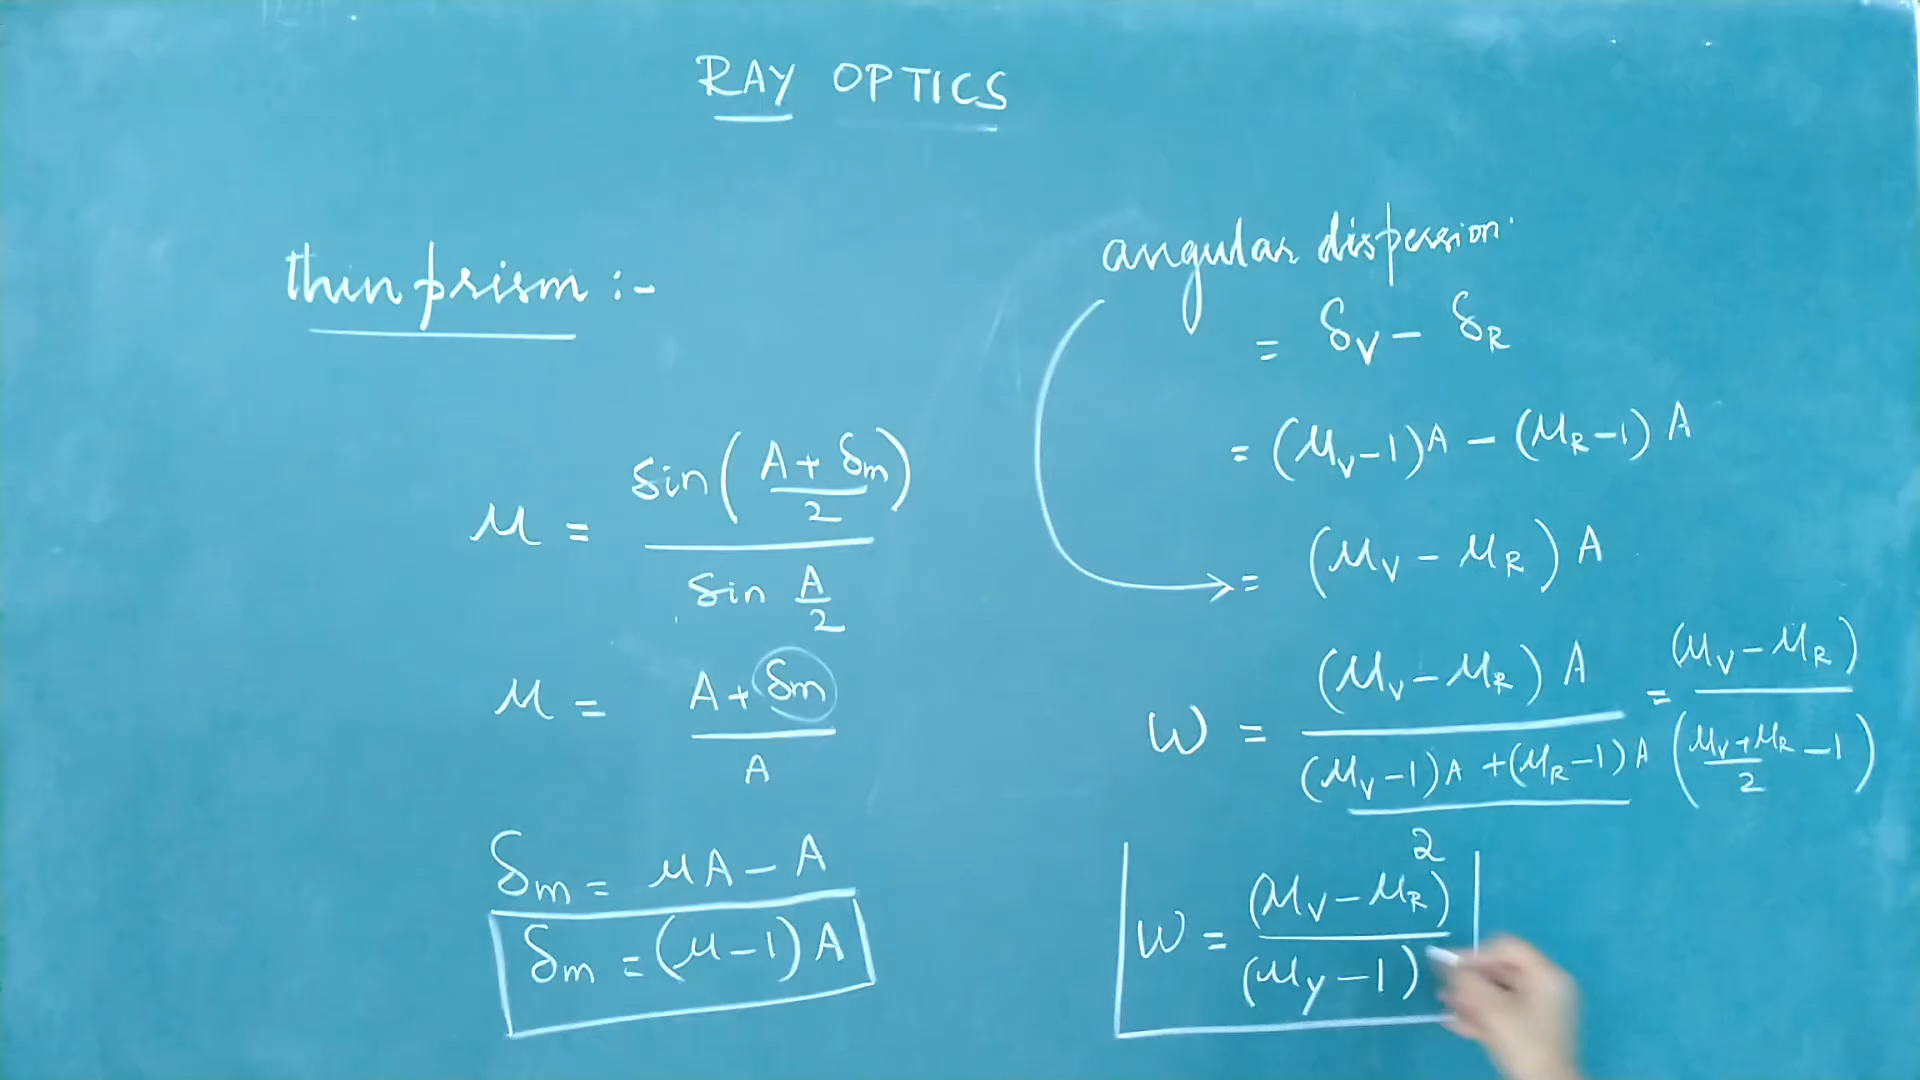 RAY OPTICS
thin prism :-
μ = sin(A + δm / 2) / sin A/2
μ = A + δm / A
δm = μA - A
δm = (μ - 1) A
angular dispersion
= δV - δR
= (μV - 1)A - (μR - 1) A
= (μV - μR) A
ω = (μV - μR) A / (μV - 1)A + (μR - 1)A / 2 = (μV - μR) / (μV + μR / 2 - 1)
ω = (μV - μR) / (μy - 1)